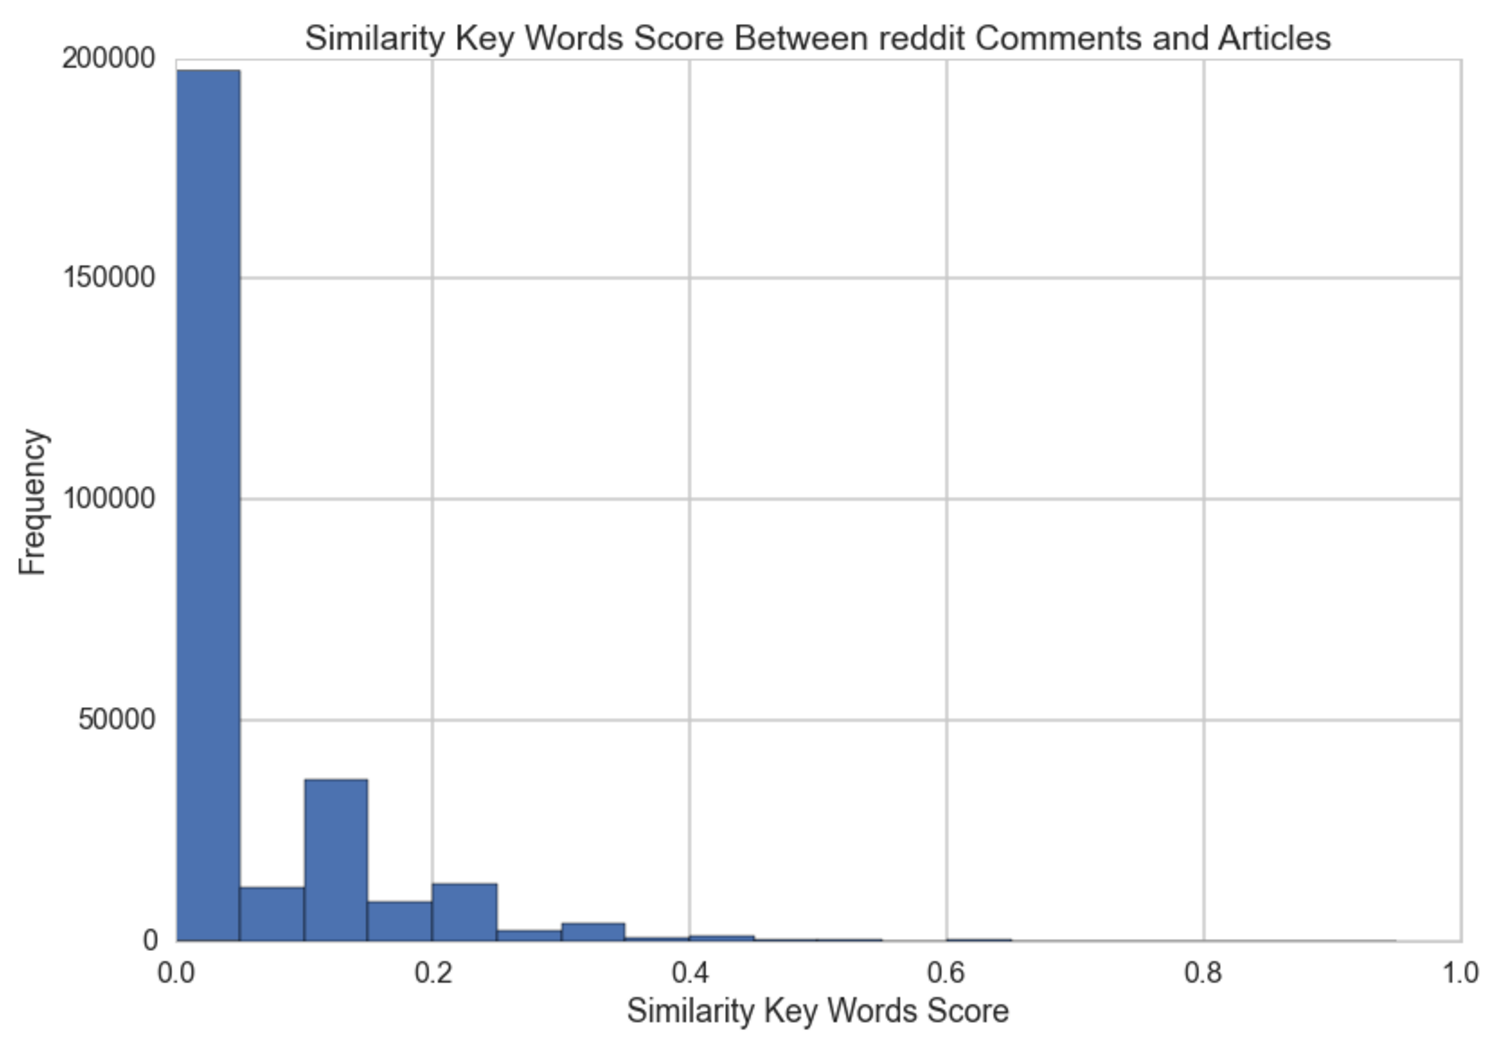 Similarity Key Words Score Between reddit Comments and Articles
200000
150000
100000
50000
0
Frequency
0.0 0.2 0.4 0.6 0.8 1.0
Similarity Key Words Score